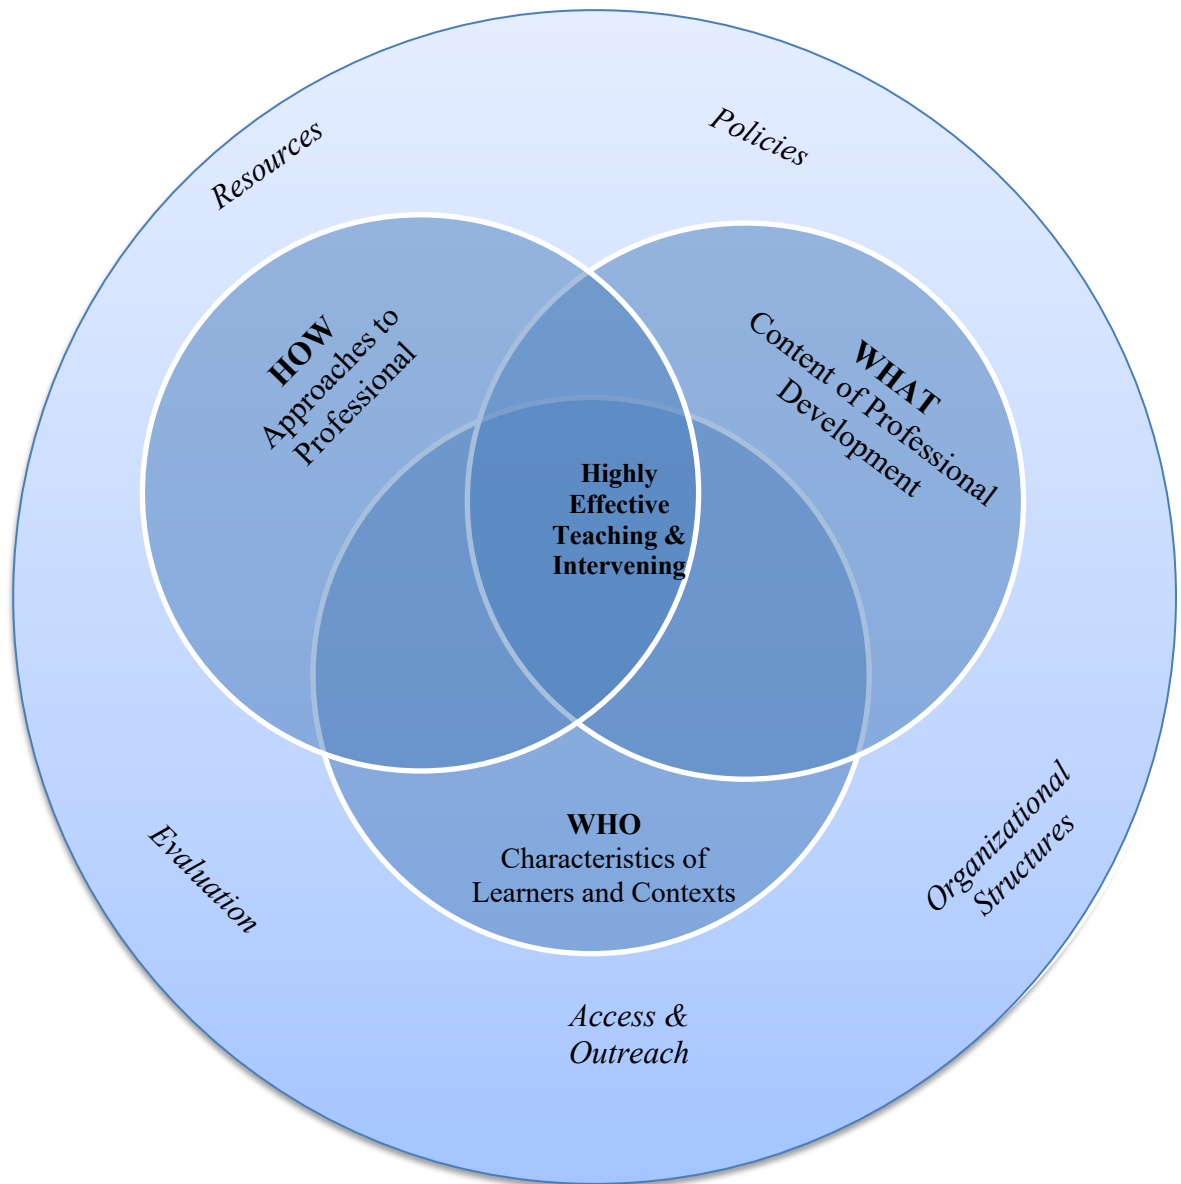 Resources
Policies
HOW
Approaches to
Professional
WHAT
Content of Professional
Development
Highly
Effective
Teaching &
Intervening
WHO
Characteristics of
Learners and Contexts
Evaluation
Organizational
Structures
Access &
Outreach